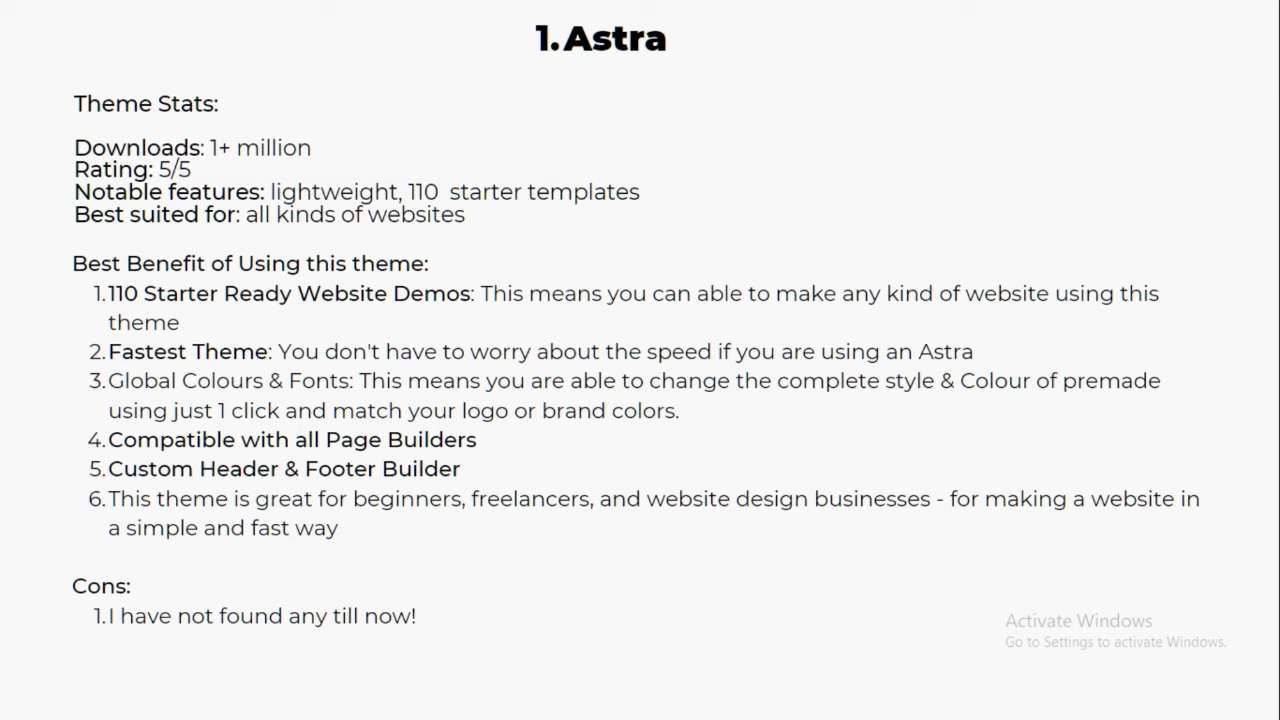 1. Astra
Theme Stats:
Downloads: 1+ million
Rating: 5/5
Notable features: lightweight, 110 starter templates
Best suited for: all kinds of websites
Best Benefit of Using this theme:
1. 110 Starter Ready Website Demos: This means you can able to make any kind of website using this
theme
2. Fastest Theme: You don't have to worry about the speed if you are using an Astra
3. Global Colours & Fonts: This means you are able to change the complete style & Colour of premade
using just 1 click and match your logo or brand colors.
4. Compatible with all Page Builders
5. Custom Header & Footer Builder
6. This theme is great for beginners, freelancers, and website design businesses - for making a website in
a simple and fast way
Cons:
1. I have not found any till now!
Activate Windows
Go to Settings to activate Windows.